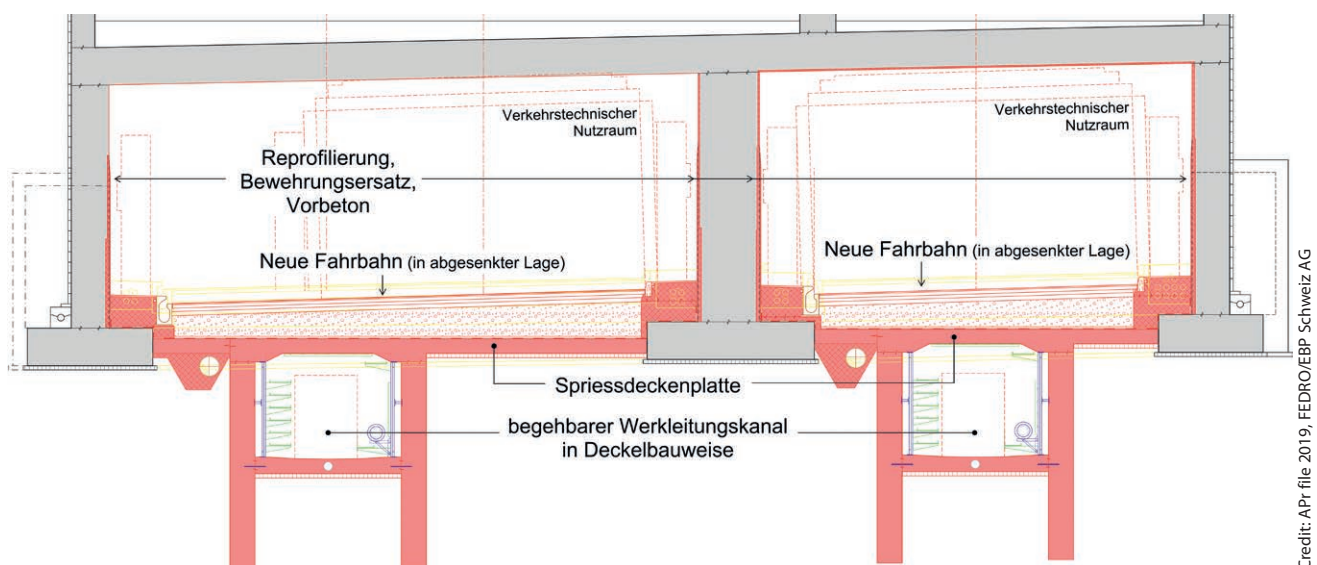 Verkehrstechnischer
Nutzraum
Verkehrstechnischer
Nutzraum
Reprofilierung,
Bewehrungsersatz,
Vorbeton
Neue Fahrbahn (in abgesenkter Lage)
Neue Fahrbahn (in abgesenkter Lage)
Spriessdeckenplatte
begehbarer Werkleitungskanal
in Deckelbauweise
Credit: APr file 2019, FEDRO/EBP Schweiz AG